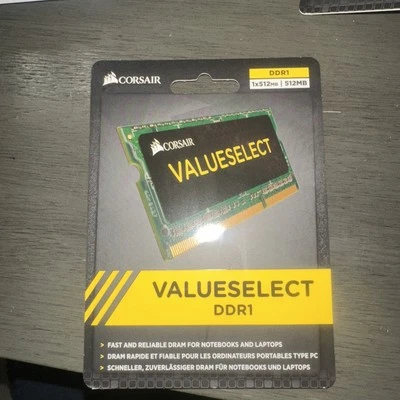 CORSAIR
DDR1
1x512MB | 512MB
CORSAIR
VALUESELECT
VALUESELECT
DDR1
FAST AND RELIABLE DRAM FOR NOTEBOOKS AND LAPTOPS
DRAM RAPIDE ET FIABLE POUR LES ORDINATEURS PORTABLES TYPE PC
SCHNELLER, ZUVERLÄSSIGER DRAM FÜR NOTEBOOKS UND LAPTOPS